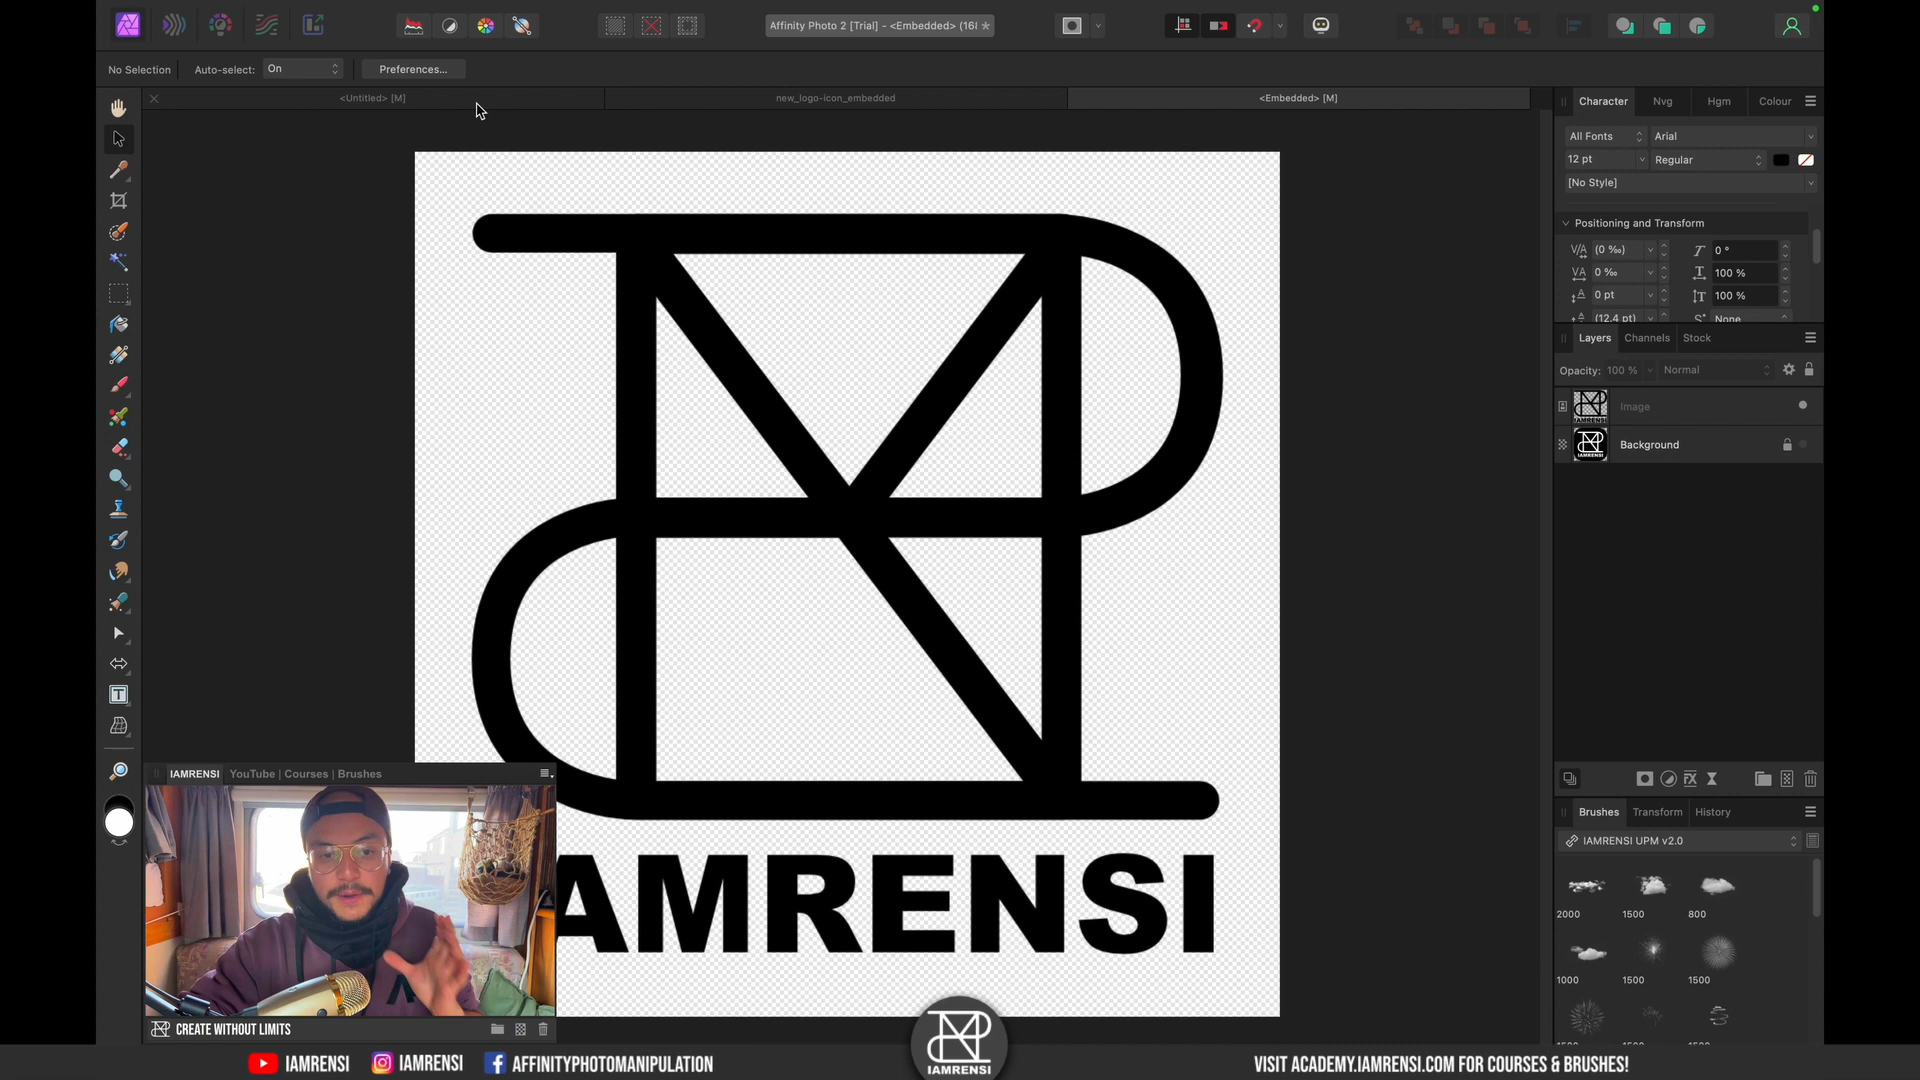 Affinity Photo 2 [Trial] - <Embedded> (16
No Selection
Auto-select: On
Preferences...
<Untitled> [M]
new_logo-icon_embedded
<Embedded> [M]
Character Nvg Hgm Colour
All Fonts Arial
12 pt Regular
[No Style]
Positioning and Transform
(0 ‰) 0 °
0 ‰ 100 %
0 pt 100 %
(12.4 pt) None
Layers Channels Stock
Opacity: 100 % Normal
Image
Background
Brushes Transform History
IAMRENSI UPM v2.0
2000 1500 800
1000 1500 1500
AMRENSI
IAMRENSI YouTube | Courses | Brushes
CREATE WITHOUT LIMITS
IAMRENSI IAMRENSI AFFINITYPHOTOMANIPULATION
IAMRENSI
VISIT ACADEMY.IAMRENSI.COM FOR COURSES & BRUSHES!